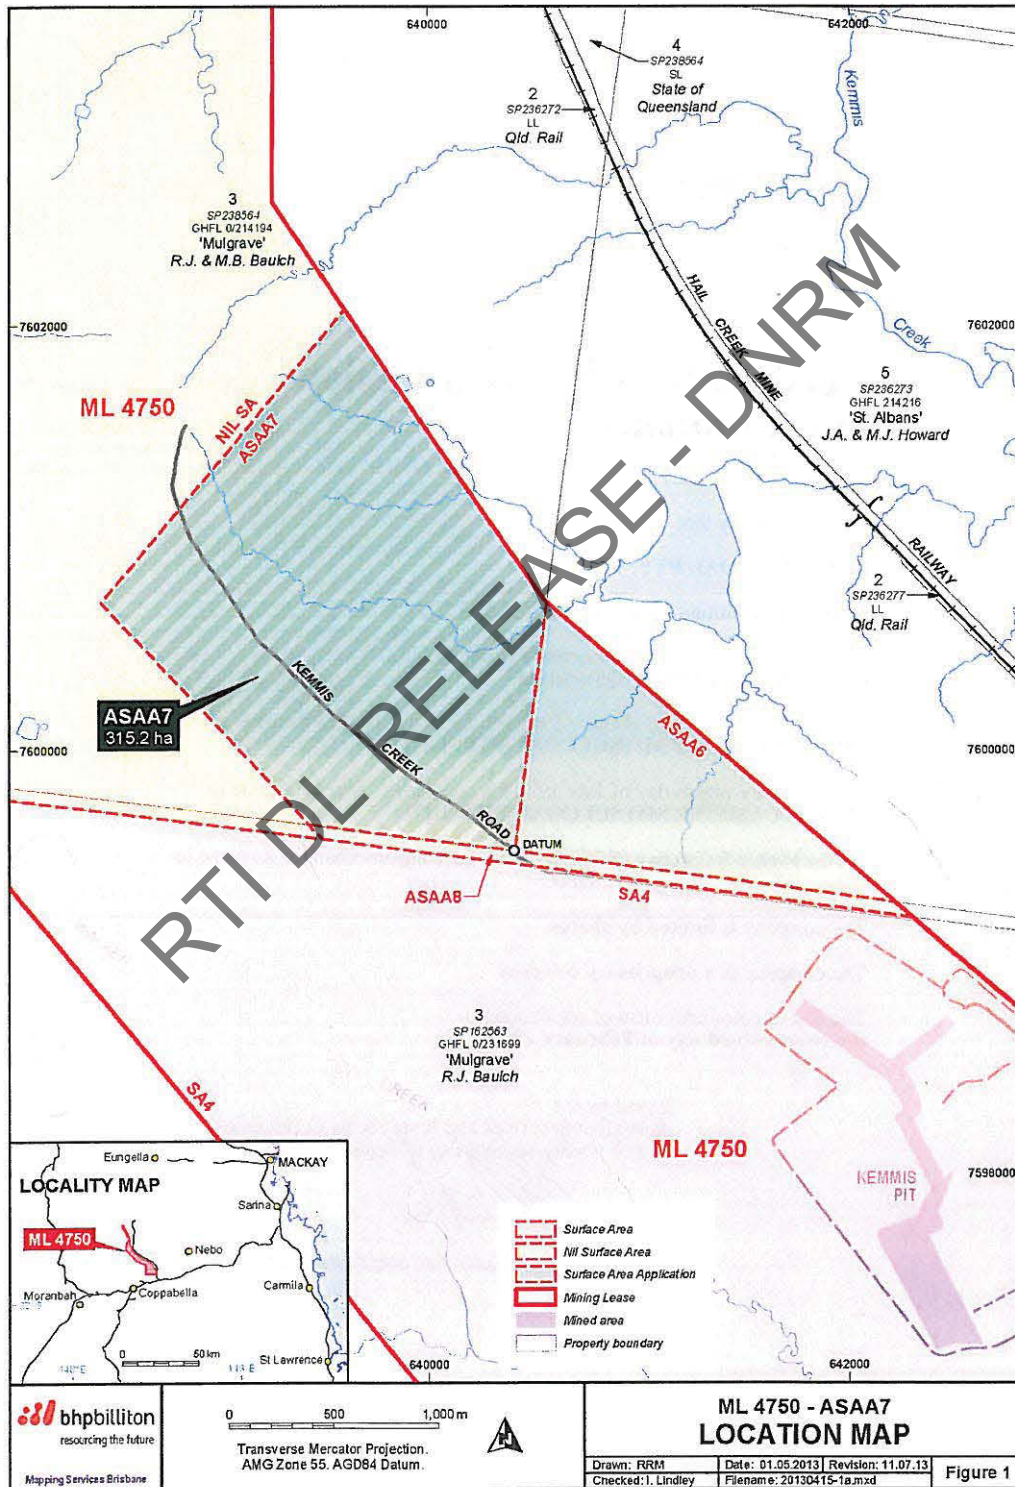 640000
642000
4
SP238564
SL
State of
Queensland
2
SP236272
LL
Qld. Rail
Kemmis
3
SP238564
GHFL 0/214194
'Mulgrave'
R.J. & M.B. Baulch
7602000
7602000
HAIL CREEK MINE RAILWAY
Creek
5
SP236273
GHFL 214216
'St. Albans'
J.A. & M.J. Howard
ML 4750
NIL SA
ASAA7
2
SP236277
LL
Qld. Rail
KEMMIS CREEK ROAD
ASAA7
315.2 ha
ASAA6
7600000
7600000
DATUM
ASAA8
SA4
RTI DL RELEASE - DNRM
3
SP162563
GHFL 0/231699
'Mulgrave'
R.J. Baulch
CREEK
SA4
ML 4750
7598000
KEMMIS
PIT
LOCALITY MAP
Eungella
MACKAY
Sarina
ML 4750
Nebo
Moranbah
Coppabella
Carmila
0 50 km
St Lawrence
Surface Area
Nil Surface Area
Surface Area Application
Mining Lease
Mined area
Property boundary
640000
642000
bhpbilliton
resourcing the future
Mapping Services Brisbane
0 500 1,000 m
Transverse Mercator Projection.
AMG Zone 55. AGD84 Datum.
ML 4750 - ASAA7
LOCATION MAP
Drawn: RRM
Date: 01.05.2013
Revision: 11.07.13
Checked: I. Lindley
Filename: 20130415-1a.mxd
Figure 1